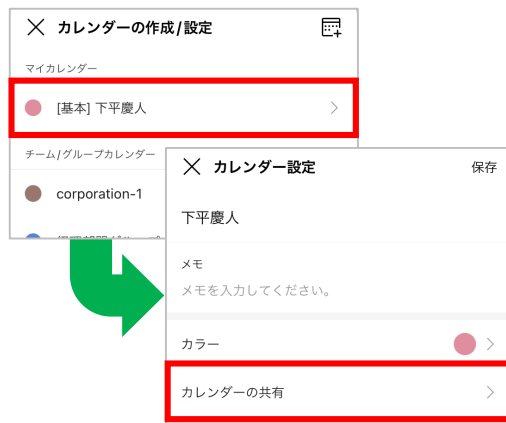 カレンダーの作成/設定
マイカレンダー
[基本] 下平慶人
チーム/グループカレンダー
corporation-1
カレンダー設定
保存
下平慶人
メモ
メモを入力してください。
カラー
カレンダーの共有